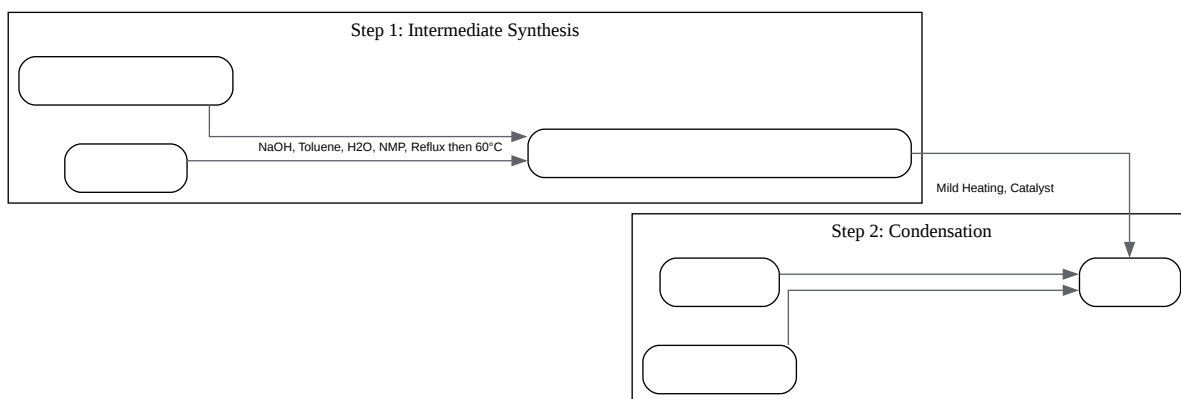 Step 1: Intermediate Synthesis
NaOH, Toluene, H2O, NMP, Reflux then 60°C
Mild Heating, Catalyst
Step 2: Condensation